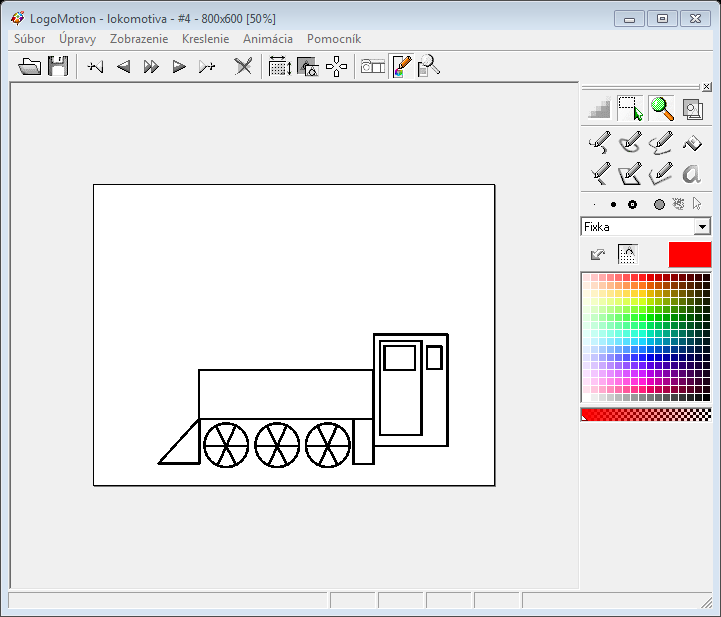 LogoMotion - lokomotiva - #4 - 800x600 [50%]
Súbor Úpravy Zobrazenie Kreslenie Animácia Pomocník
a
Fixka